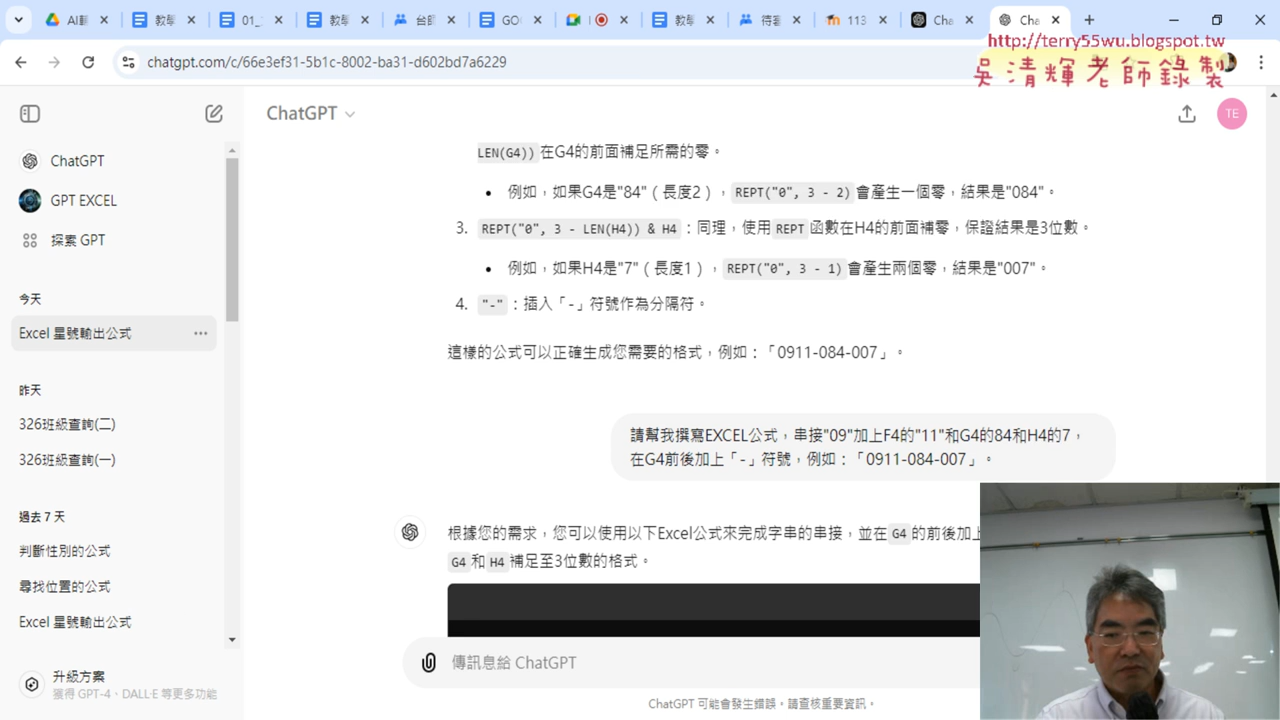 AI翻
教學
01_
教學
台師
GO
教學
待審
113
Cha
Cha
chatgpt.com/c/66e3ef31-5b1c-8002-ba31-d602bd7a6229
http://terry55wu.blogspot.tw
吳清輝老師錄製
ChatGPT
TE
ChatGPT
GPT EXCEL
探索 GPT
今天
Excel 星號輸出公式
昨天
326班級查詢(二)
326班級查詢(一)
過去 7 天
判斷性別的公式
尋找位置的公式
Excel 星號輸出公式
升級方案
獲得 GPT-4、DALL·E 等更多功能
LEN(G4)) 在G4的前面補足所需的零。
例如，如果G4是"84"（長度2），REPT("0", 3 - 2) 會產生一個零，結果是"084"。
3. REPT("0", 3 - LEN(H4)) & H4：同理，使用 REPT 函數在H4的前面補零，保證結果是3位數。
例如，如果H4是"7"（長度1），REPT("0", 3 - 1) 會產生兩個零，結果是"007"。
4. "-"：插入「-」符號作為分隔符。
這樣的公式可以正確生成您需要的格式，例如：「0911-084-007」。
請幫我撰寫EXCEL公式，串接"09"加上F4的"11"和G4的84和H4的7，
在G4前後加上「-」符號，例如：「0911-084-007」。
根據您的需求，您可以使用以下Excel公式來完成字串的串接，並在 G4 的前後加上
G4 和 H4 補足至3位數的格式。
傳訊息給 ChatGPT
ChatGPT 可能會發生錯誤。請查核重要資訊。